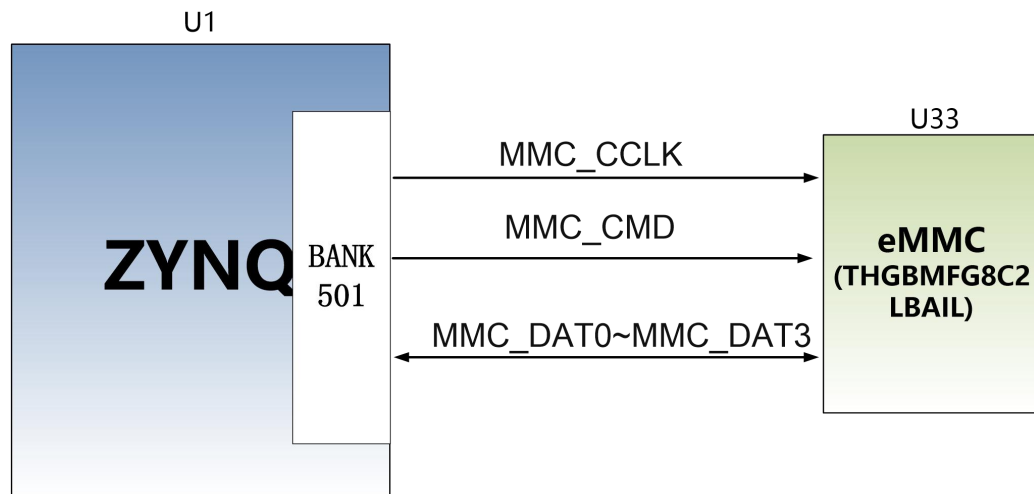 U1
U33
MMC_CCLK
MMC_CMD
ZYNQ
BANK
501
eMMC
(THGBMFG8C2
LBAIL)
MMC_DAT0~MMC_DAT3